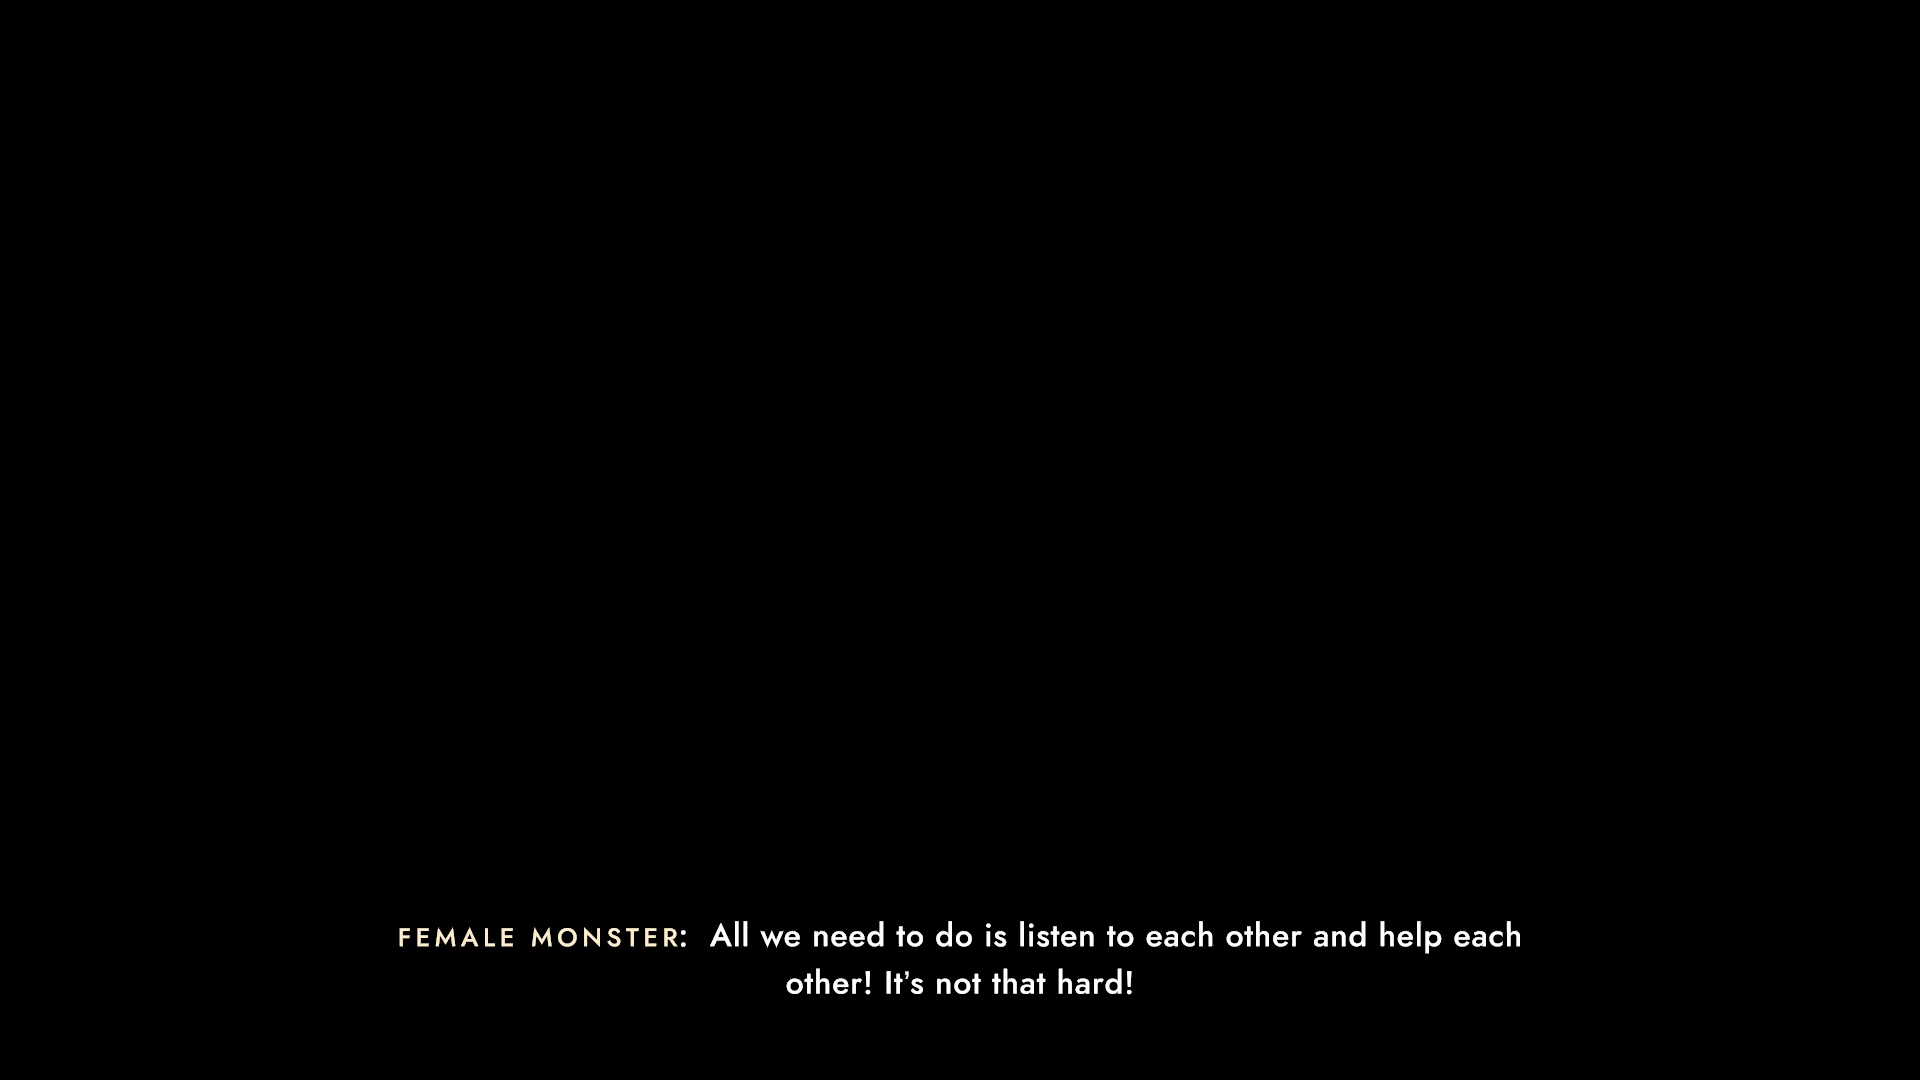 FEMALE MONSTER: All we need to do is listen to each other and help each
other! It’s not that hard!